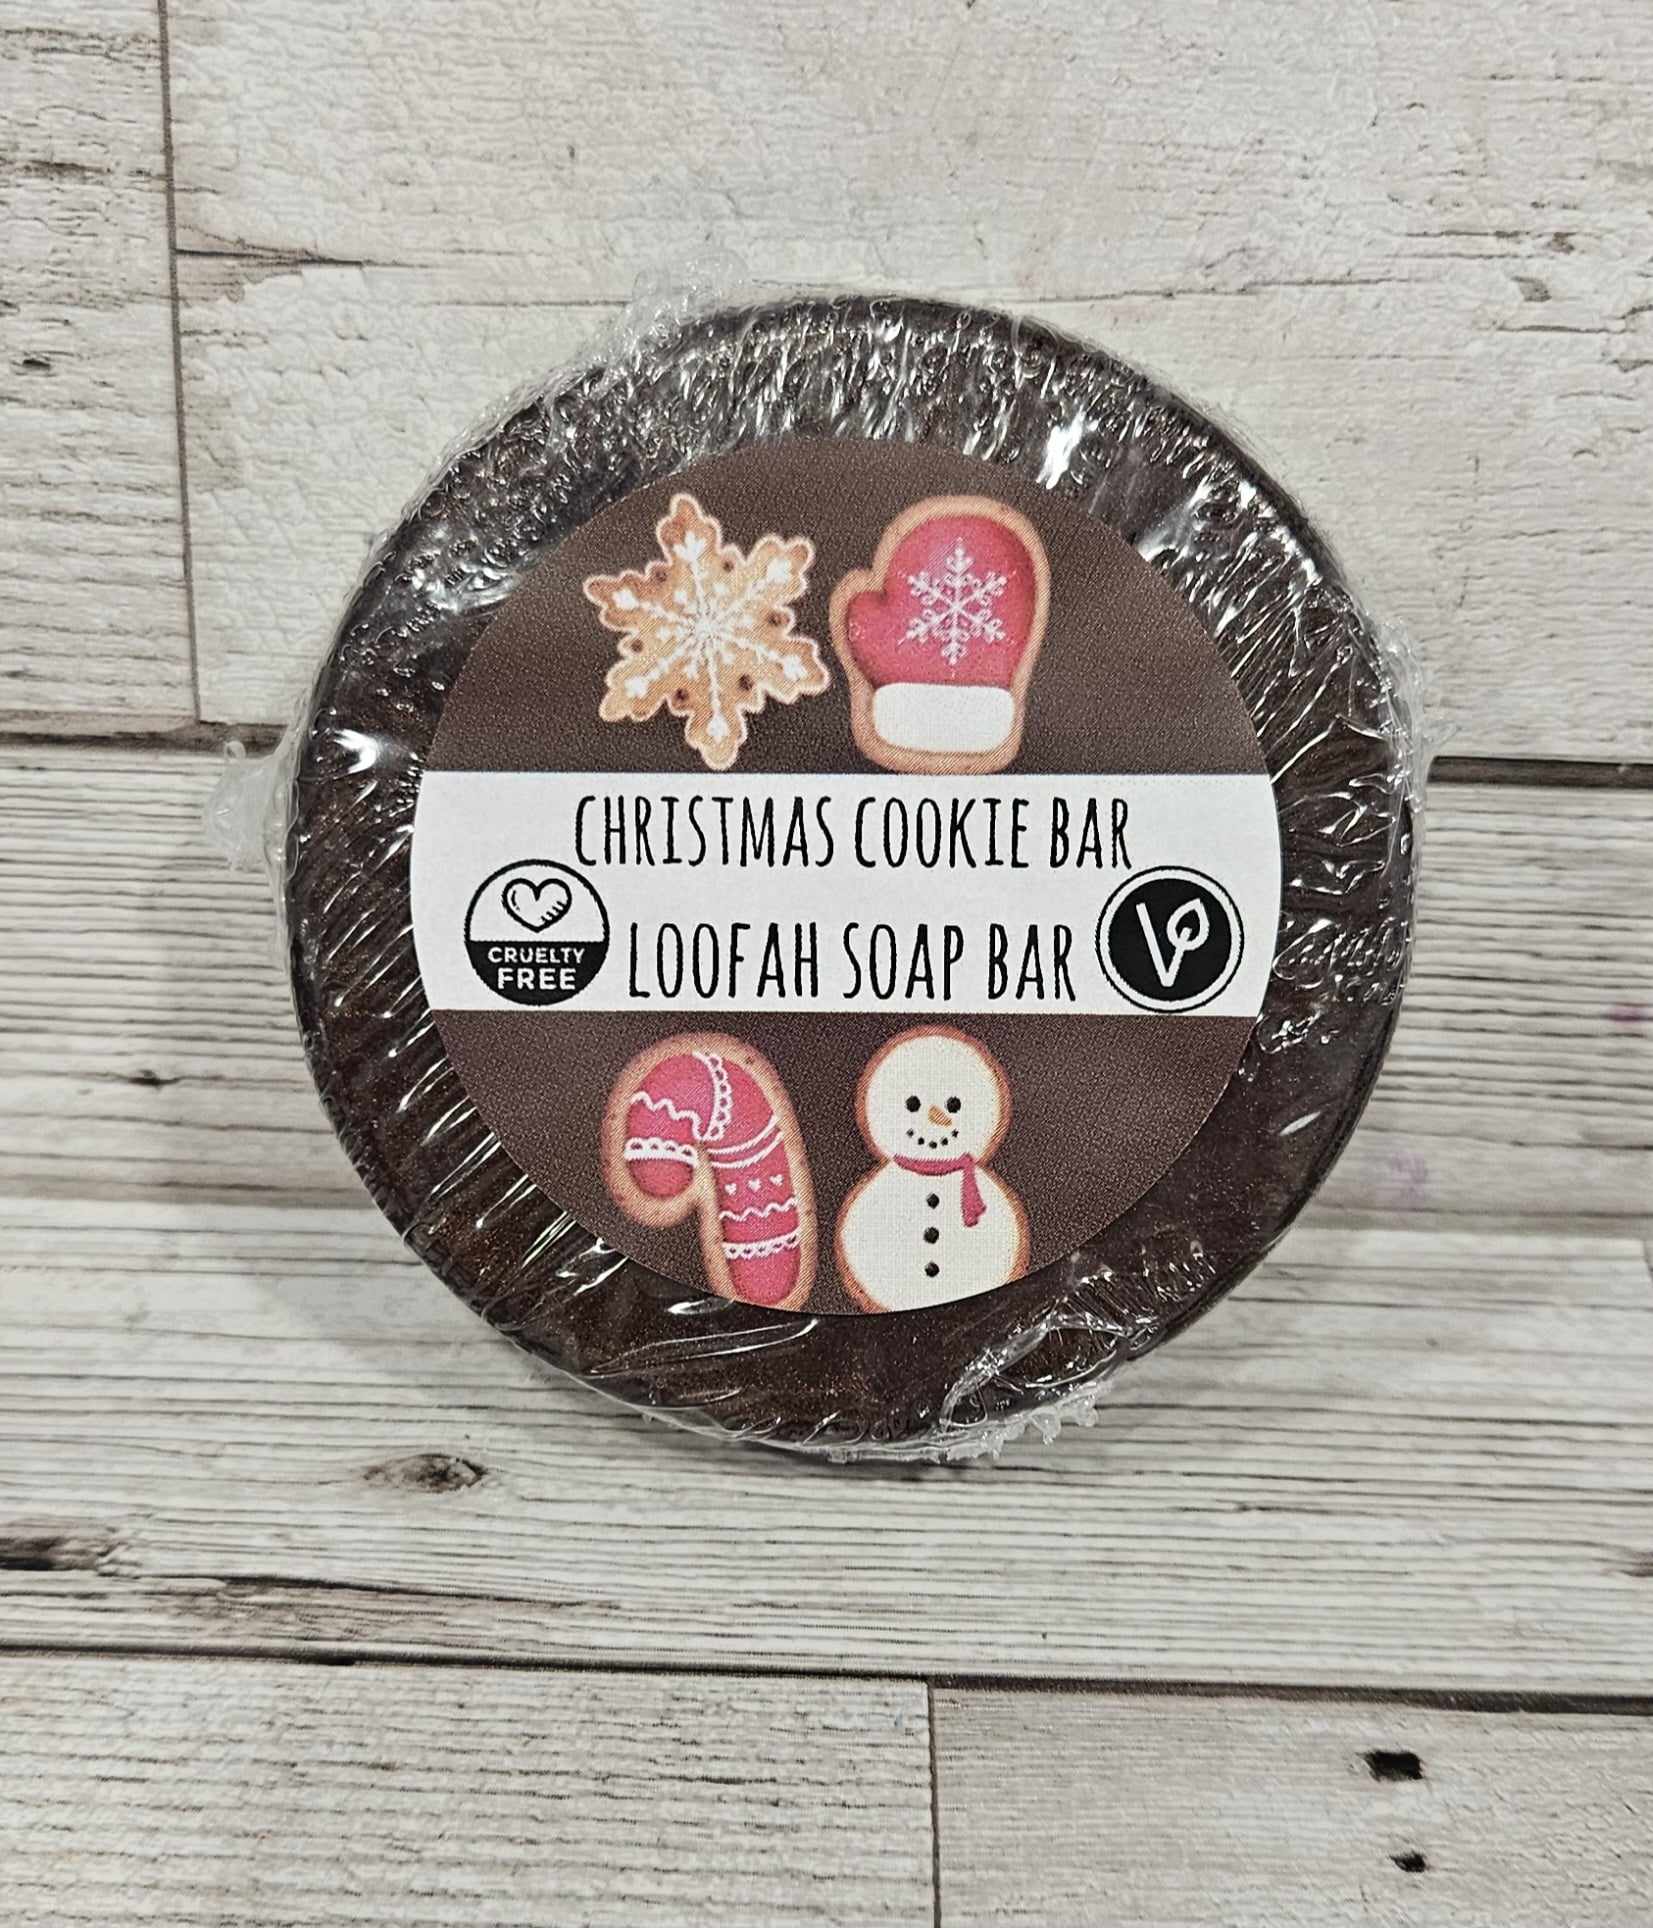 CHRISTMAS COOKIE BAR
LOOFAH SOAP BAR
CRUELTY
FREE
V